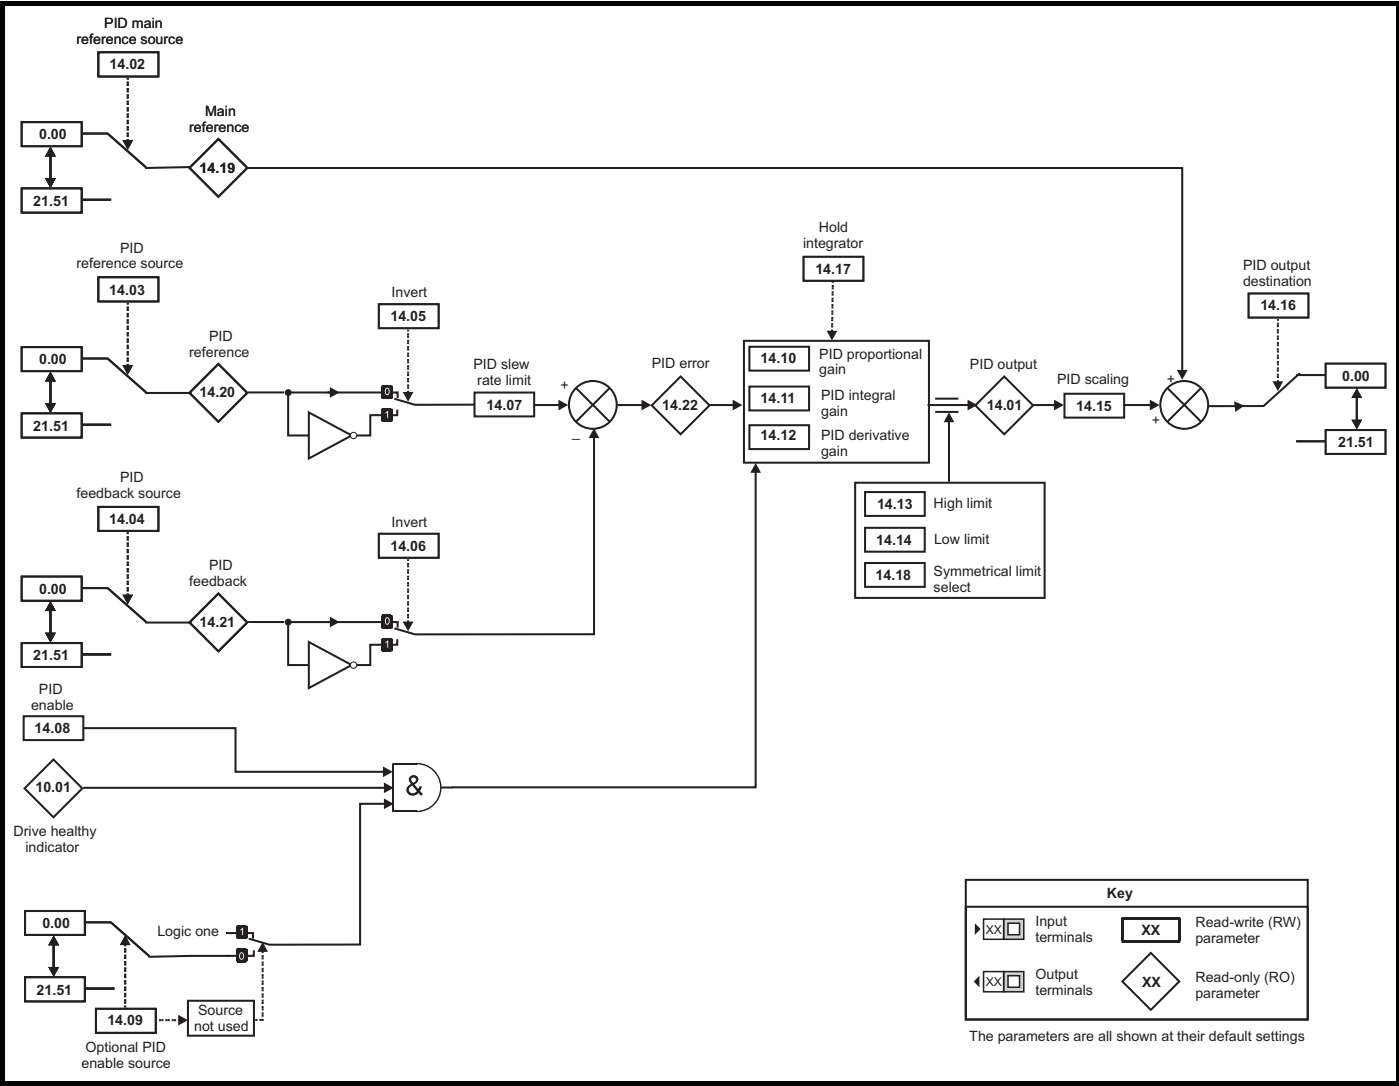 PID main
reference source
14.02
0.00
21.51
Main
reference
14.19
PID
reference source
14.03
0.00
21.51
PID
reference
14.20
Invert
14.05
0
1
PID slew
rate limit
14.07
+
–
PID error
14.22
Hold
integrator
14.17
14.10 PID proportional
gain
14.11 PID integral
gain
14.12 PID derivative
gain
PID output
14.01
PID scaling
14.15
+
+
PID output
destination
14.16
0.00
21.51
14.13 High limit
14.14 Low limit
14.18 Symmetrical limit
select
PID
feedback source
14.04
0.00
21.51
PID
feedback
14.21
Invert
14.06
0
1
PID
enable
14.08
10.01
Drive healthy
indicator
&
0.00
21.51
Logic one
1
0
14.09
Source
not used
Optional PID
enable source
Key
XX
Input
terminals
XX
Read-write (RW)
parameter
XX
Output
terminals
XX
Read-only (RO)
parameter
The parameters are all shown at their default settings